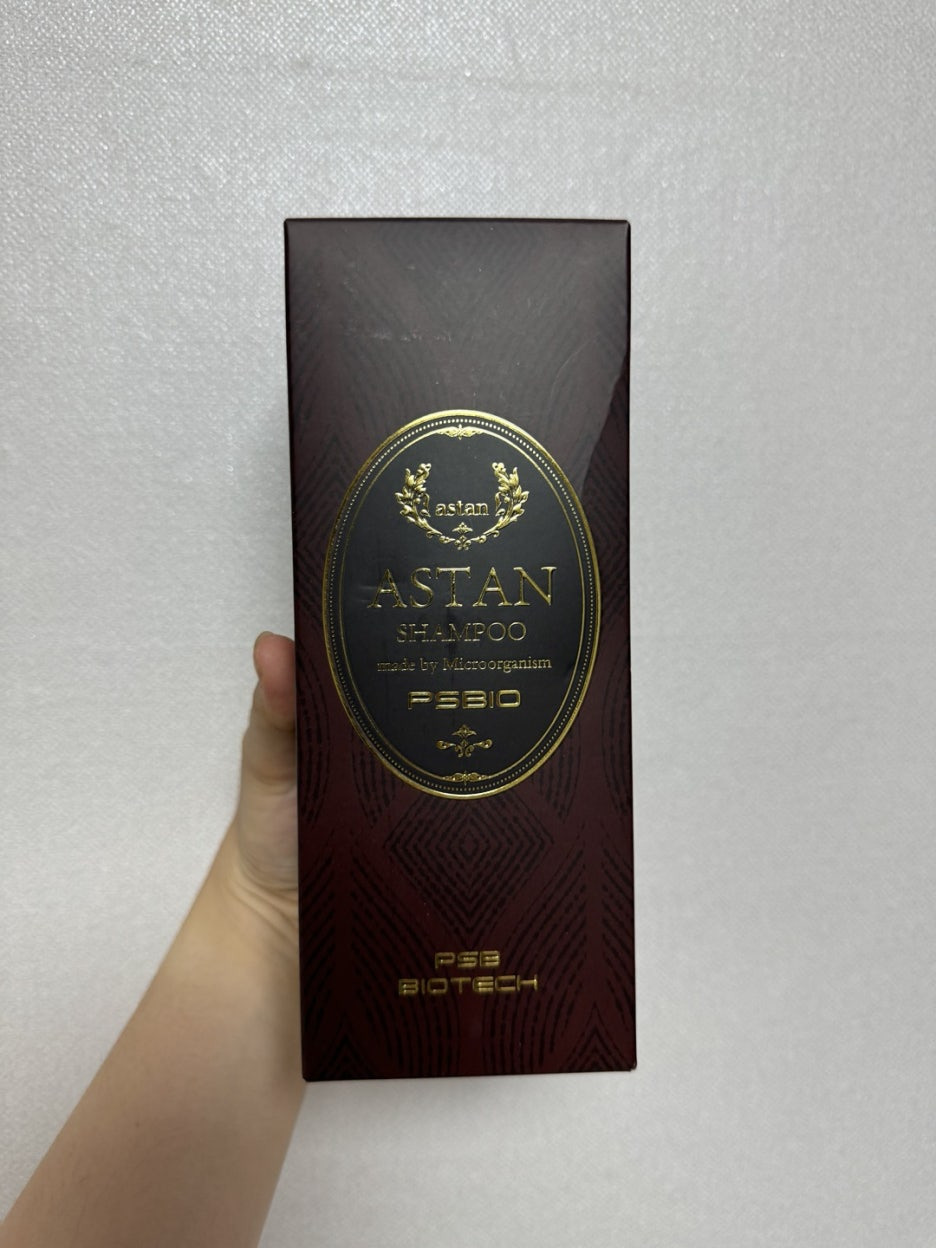 astan
ASTAN
SHAMPOO
made by Microorganism
PSBIO
PSB
BIOTECH